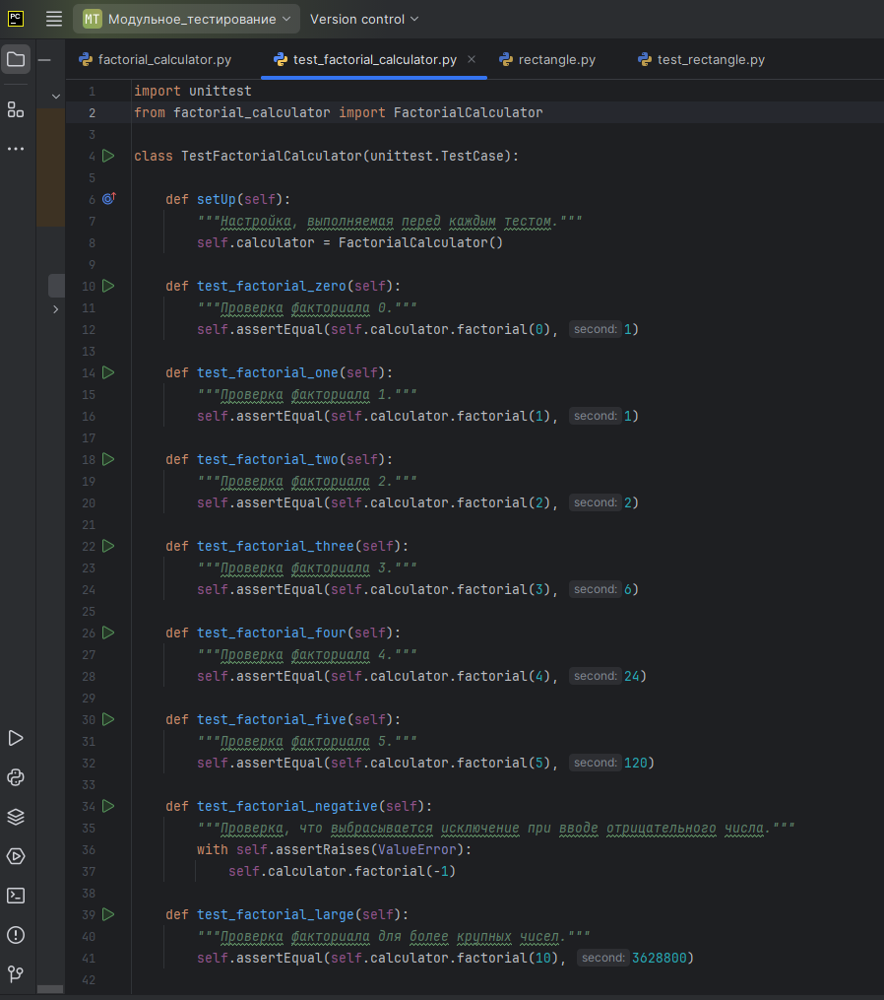 PC
MT Модульное_тестирование Version control
factorial_calculator.py test_factorial_calculator.py × rectangle.py test_rectangle.py
1 import unittest
2 from factorial_calculator import FactorialCalculator
3
4 class TestFactorialCalculator(unittest.TestCase):
5
6 def setUp(self):
7 """Настройка, выполняемая перед каждым тестом."""
8 self.calculator = FactorialCalculator()
9
10 def test_factorial_zero(self):
11 """Проверка факториала 0."""
12 self.assertEqual(self.calculator.factorial(0), second: 1)
13
14 def test_factorial_one(self):
15 """Проверка факториала 1."""
16 self.assertEqual(self.calculator.factorial(1), second: 1)
17
18 def test_factorial_two(self):
19 """Проверка факториала 2."""
20 self.assertEqual(self.calculator.factorial(2), second: 2)
21
22 def test_factorial_three(self):
23 """Проверка факториала 3."""
24 self.assertEqual(self.calculator.factorial(3), second: 6)
25
26 def test_factorial_four(self):
27 """Проверка факториала 4."""
28 self.assertEqual(self.calculator.factorial(4), second: 24)
29
30 def test_factorial_five(self):
31 """Проверка факториала 5."""
32 self.assertEqual(self.calculator.factorial(5), second: 120)
33
34 def test_factorial_negative(self):
35 """Проверка, что выбрасывается исключение при вводе отрицательного числа."""
36 with self.assertRaises(ValueError):
37 self.calculator.factorial(-1)
38
39 def test_factorial_large(self):
40 """Проверка факториала для более крупных чисел."""
41 self.assertEqual(self.calculator.factorial(10), second: 3628800)
42